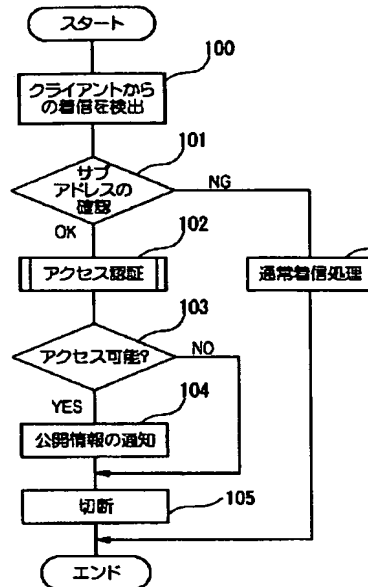 スタート
100
クライアントから
の着信を検出
101
サブ
アドレスの
確認
NG
OK
102
アクセス認証
通常着信処理
103
アクセス可能?
NO
YES
104
公開情報の通知
切断
105
エンド